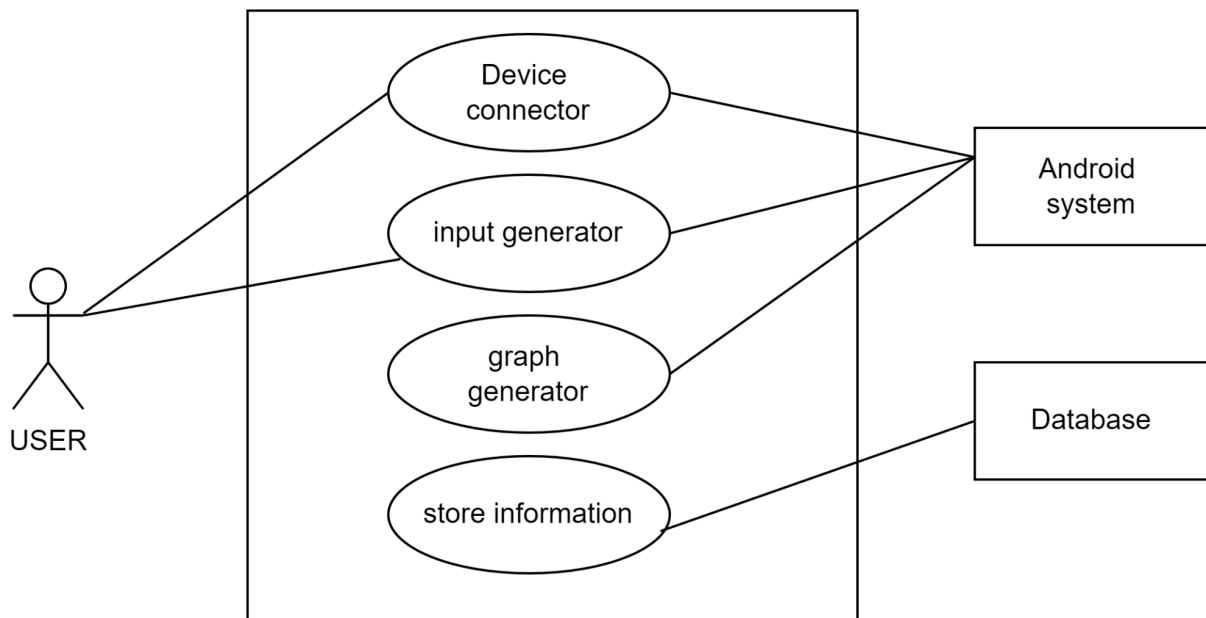 Device
connector
input generator
graph
generator
store information
USER
Android
system
Database